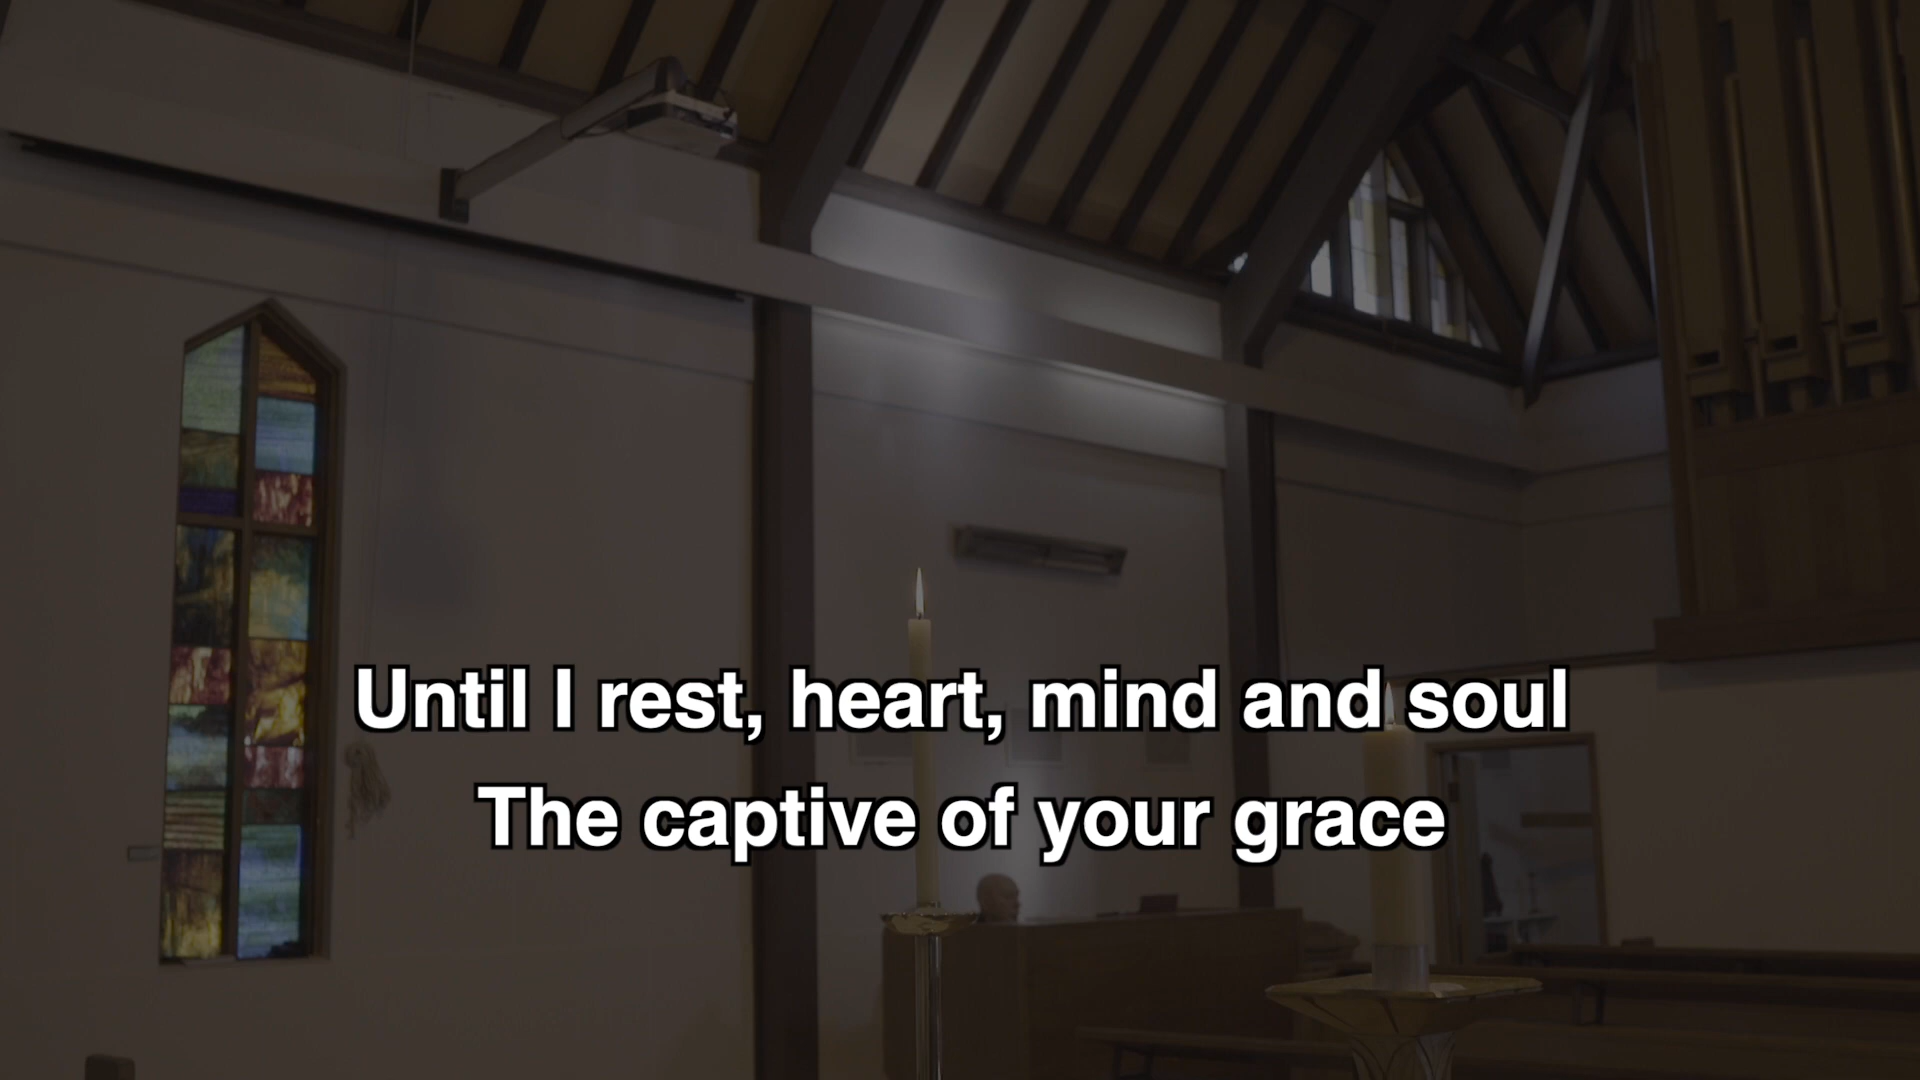 Until I rest, heart, mind and soul
The captive of your grace